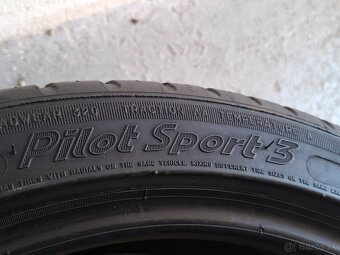 TREADWEAR 320 TRACTION AA TEMPERATURE A
Pilot Sport 3
TIRES WITH RADIALS ON THE SAME VEHICLE. MIXING DIFFERENT TIRE SIZES ON THE SAME